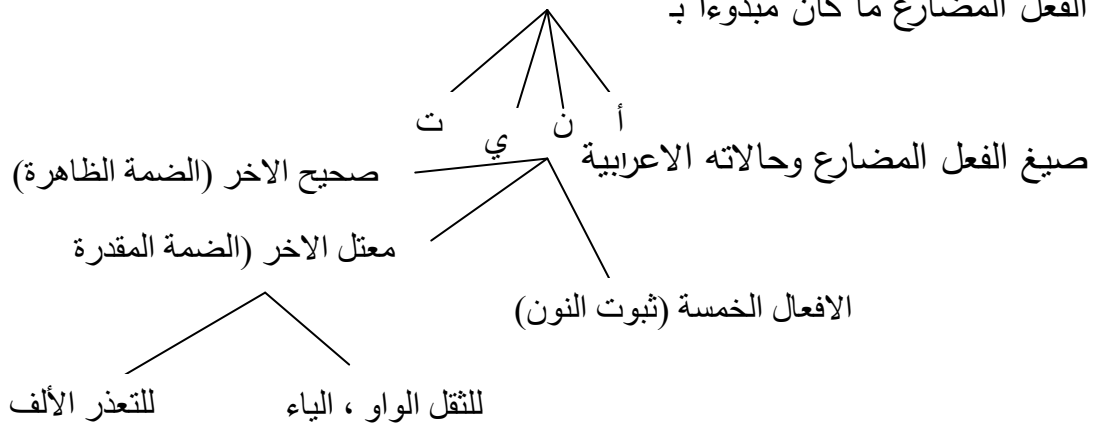 الفعل المضارع ما كان مبدوءا بـ
أ ن ي ت
صيغ الفعل المضارع وحالاته الاعرابية
صحيح الاخر (الضمة الظاهرة)
معتل الاخر (الضمة المقدرة
الافعال الخمسة (ثبوت النون)
للثقل الواو ، الياء
للتعذر الألف